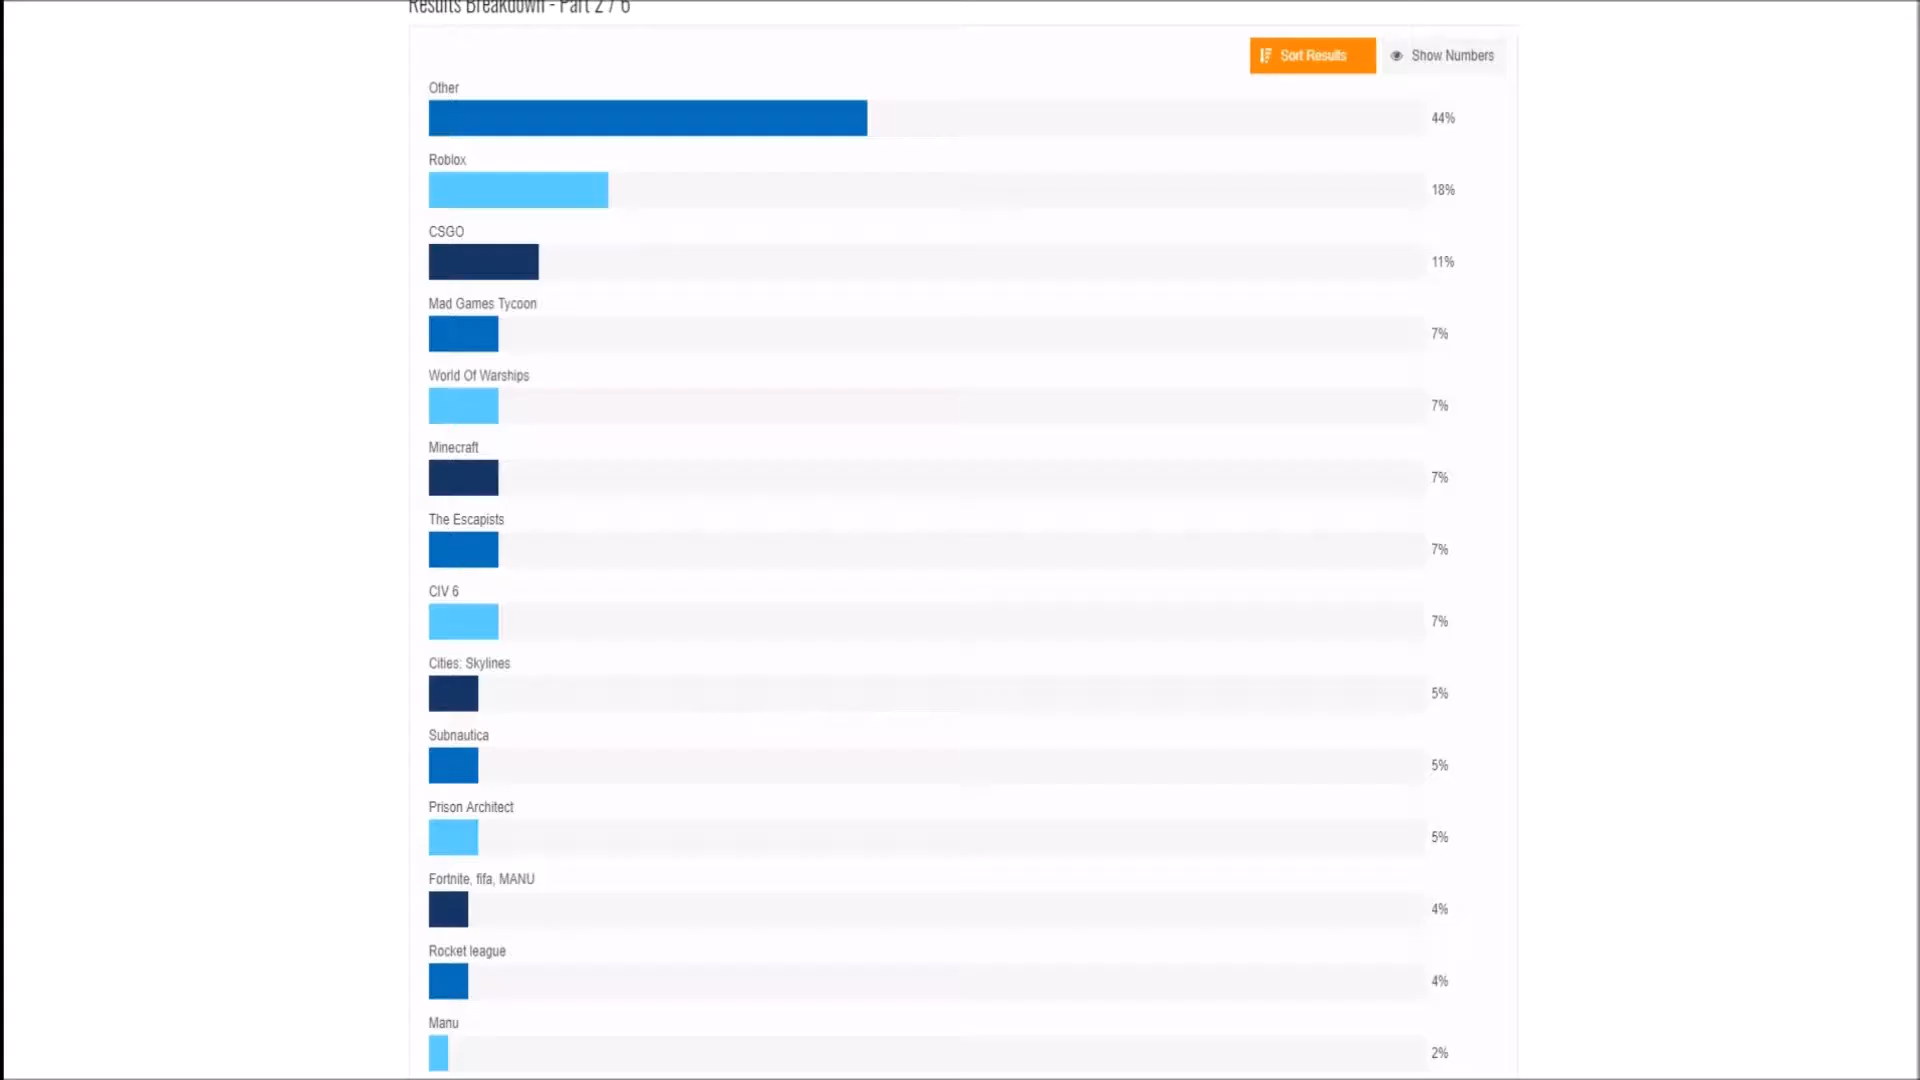 Results Breakdown - Part 2 / 6
Sort Results
Show Numbers
Other
44%
Roblox
18%
CSGO
11%
Mad Games Tycoon
7%
World Of Warships
7%
Minecraft
7%
The Escapists
7%
CIV 6
7%
Cities: Skylines
5%
Subnautica
5%
Prison Architect
5%
Fortnite, fifa, MANU
4%
Rocket league
4%
Manu
2%